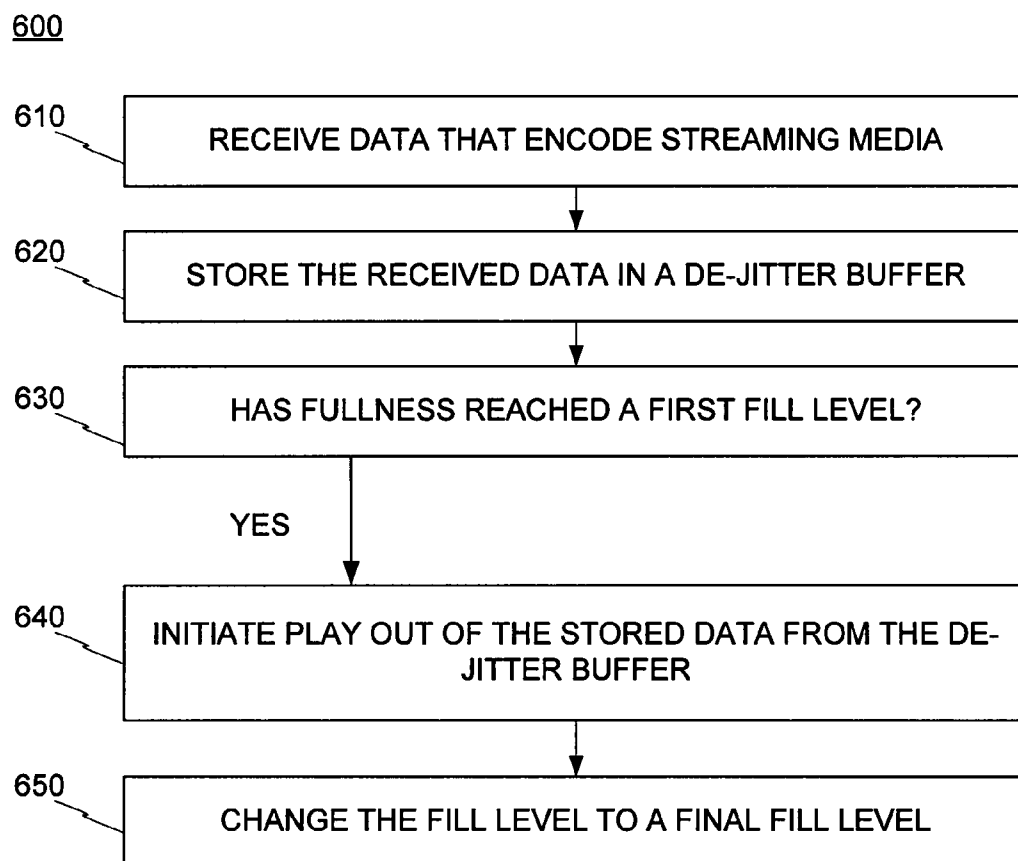 600
610
RECEIVE DATA THAT ENCODE STREAMING MEDIA
620
STORE THE RECEIVED DATA IN A DE-JITTER BUFFER
630
HAS FULLNESS REACHED A FIRST FILL LEVEL?
YES
640
INITIATE PLAY OUT OF THE STORED DATA FROM THE DE-
JITTER BUFFER
650
CHANGE THE FILL LEVEL TO A FINAL FILL LEVEL